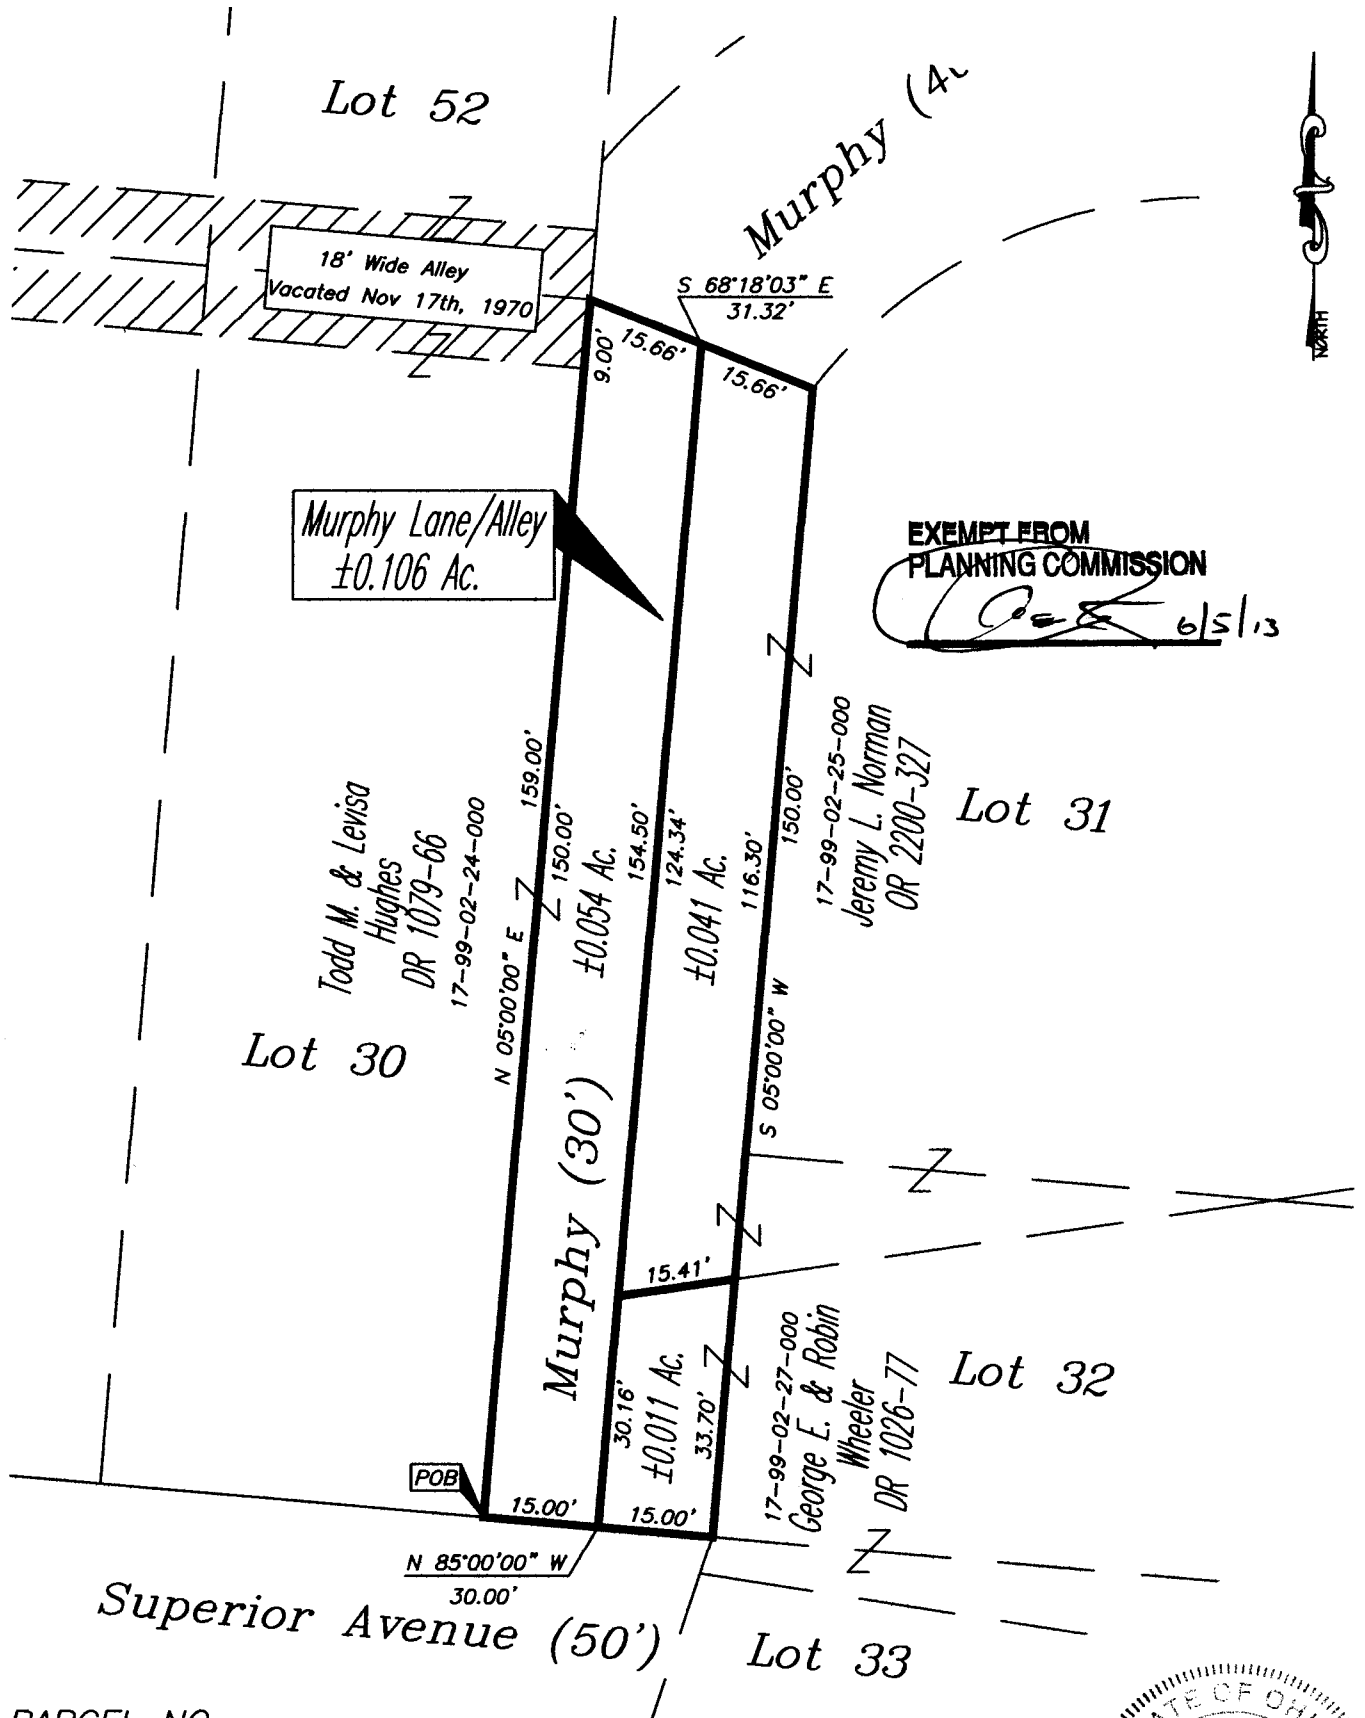 Lot 52
Murphy
18' Wide Alley
Vacated Nov 17th, 1970
S 68°18'03" E
31.32'
NORTH
9.00'
15.66'
15.66'
Murphy Lane/Alley
±0.106 Ac.
EXEMPT FROM
PLANNING COMMISSION
6/5/13
Todd M. & Levisa
Hughes
DR 1079-66
17-99-02-24-000
N 05°00'00" E
159.00'
150.00'
±0.054 Ac.
154.50'
124.34'
±0.041 Ac.
116.30'
150.00'
S 05°00'00" W
17-99-02-25-000
Jeremy L. Norman
OR 2200-327
Lot 31
Lot 30
Murphy (30')
15.41'
30.16'
±0.011 Ac.
33.70'
17-99-02-27-000
George E. & Robin
Wheeler
DR 1026-77
Lot 32
POB
15.00'
15.00'
N 85°00'00" W
30.00'
Superior Avenue (50')
Lot 33
PARCEL NO
STATE OF OHI